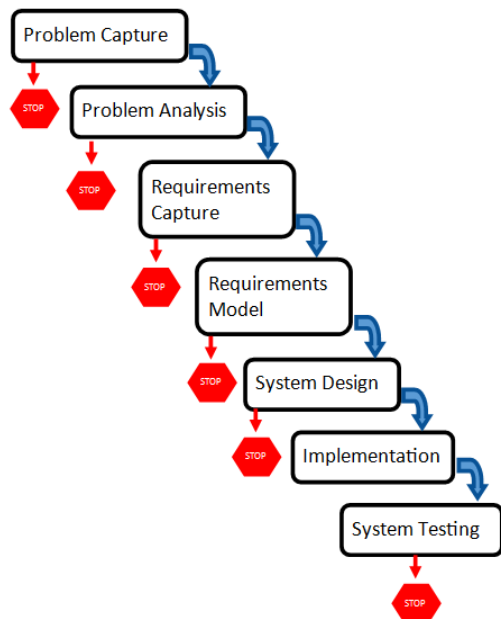 Problem Capture
STOP
Problem Analysis
STOP
Requirements
Capture
STOP
Requirements
Model
STOP
System Design
STOP
Implementation
System Testing
STOP